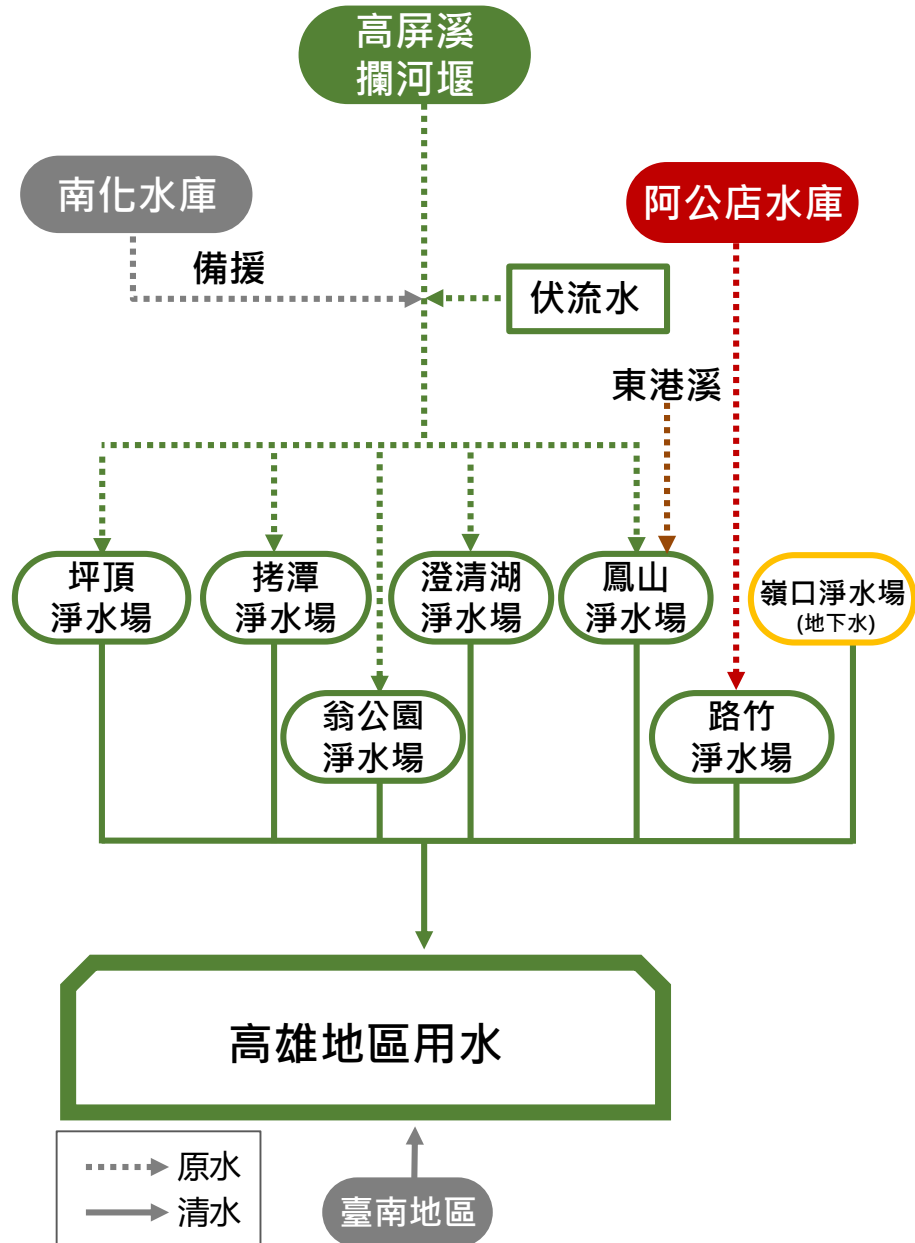 高屏溪
攔河堰
南化水庫
阿公店水庫
備援
伏流水
東港溪
坪頂
淨水場
拷潭
淨水場
澄清湖
淨水場
鳳山
淨水場
嶺口淨水場
(地下水)
翁公園
淨水場
路竹
淨水場
高雄地區用水
原水
清水
臺南地區